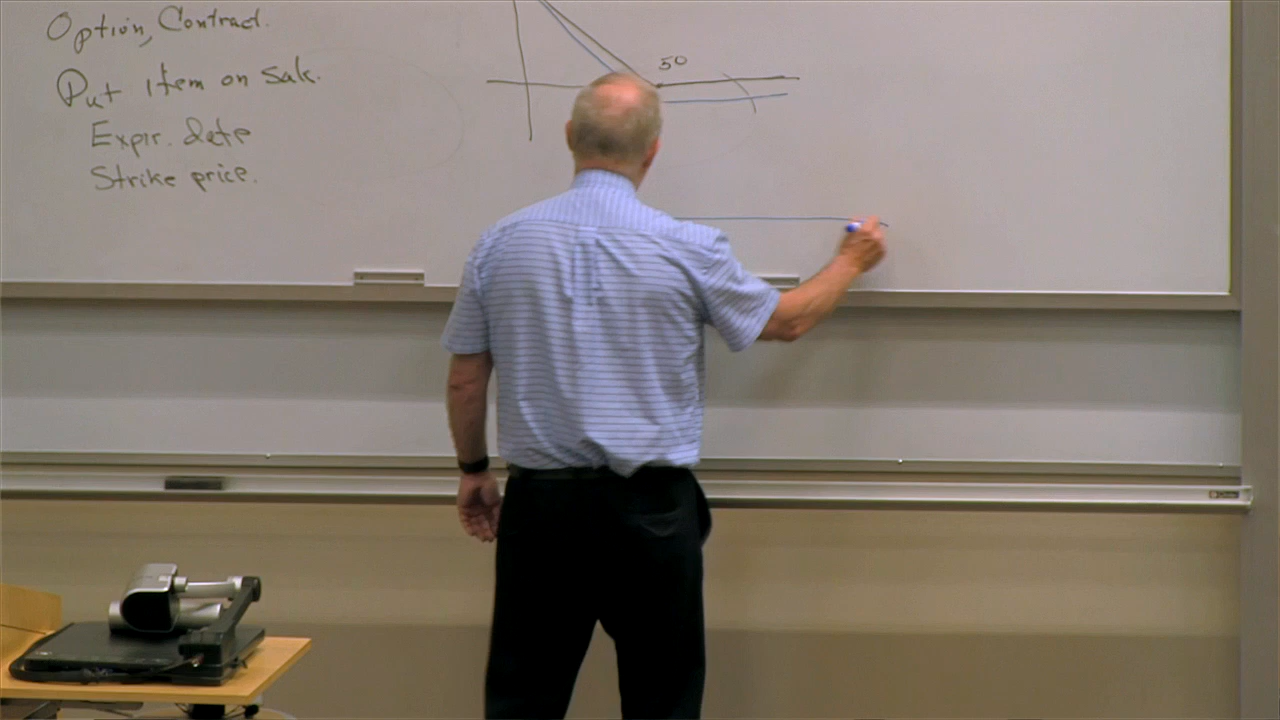 Option, Contract.
Put item on sale.
Expir. date
Strike price.
50